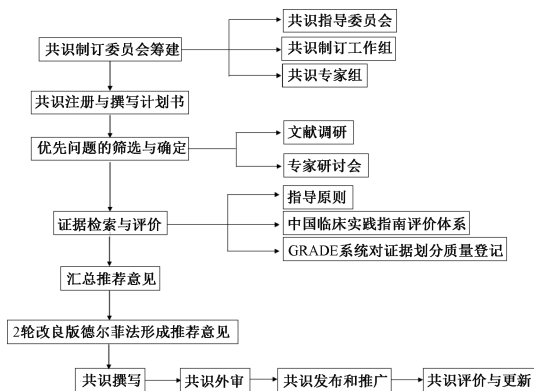 共识制订委员会筹建
共识指导委员会
共识制订工作组
共识专家组
共识注册与撰写计划书
优先问题的筛选与确定
文献调研
专家研讨会
证据检索与评价
指导原则
中国临床实践指南评价体系
GRADE系统对证据划分质量登记
汇总推荐意见
2轮改良版德尔菲法形成推荐意见
共识撰写
共识外审
共识发布和推广
共识评价与更新